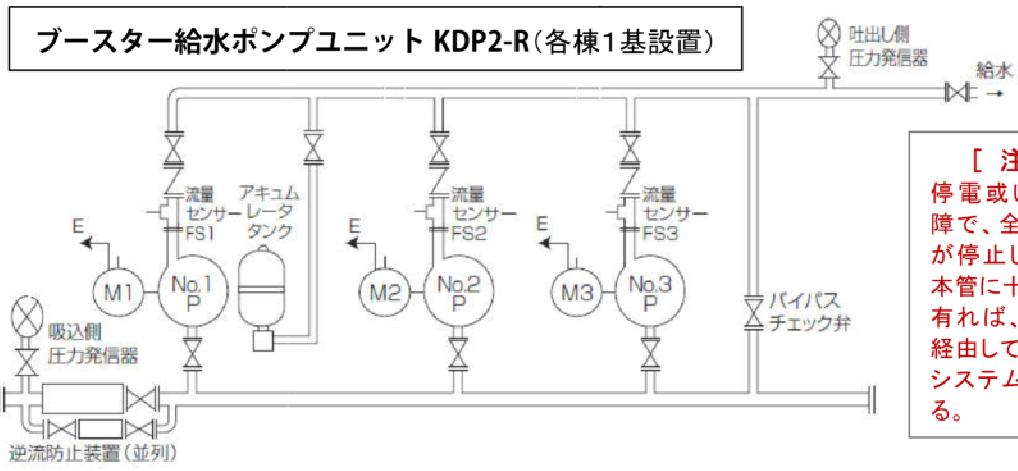 ブースター給水ポンプユニット KDP2-R(各棟1基設置)
吐出し側
圧力発信器
給水
流量
センサー
FS1
アキュム
レータ
タンク
流量
センサー
FS2
流量
センサー
FS3
E
E
E
M1
No.1
P
M2
No.2
P
M3
No.3
P
バイパス
チェック弁
吸込側
圧力発信器
逆流防止装置(並列)
[ 注
停電或い
障で、全
が停止し
本管に十
有れば、
経由して
システム
る。